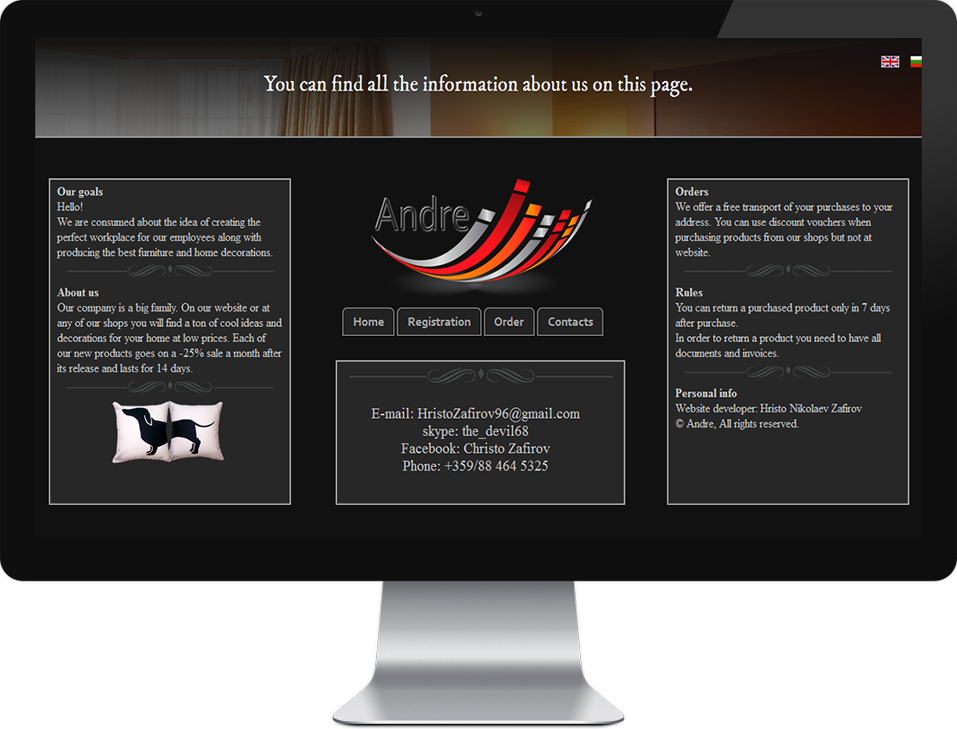 You can find all the information about us on this page.
Our goals
Hello!
We are consumed about the idea of creating the
perfect workplace for our employees along with
producing the best furniture and home decorations.
About us
Our company is a big family. On our website or at
any of our shops you will find a ton of cool ideas and
decorations for your home at low prices. Each of
our new products goes on a -25% sale a month after
its release and lasts for 14 days.
Andre
Home
Registration
Order
Contacts
E-mail: HristoZafirov96@gmail.com
skype: the_devil68
Facebook: Christo Zafirov
Phone: +359/88 464 5325
Orders
We offer a free transport of your purchases to your
address. You can use discount vouchers when
purchasing products from our shops but not at
website.
Rules
You can return a purchased product only in 7 days
after purchase.
In order to return a product you need to have all
documents and invoices.
Personal info
Website developer: Hristo Nikolaev Zafirov
© Andre, All rights reserved.